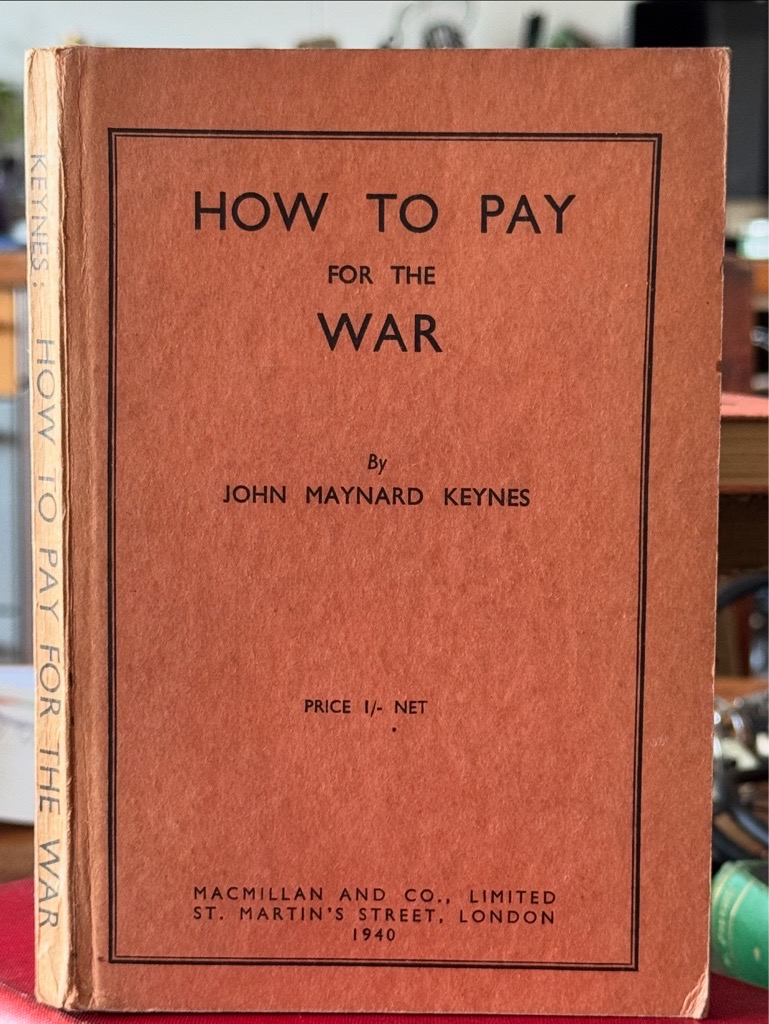 KEYNES: HOW TO PAY FOR THE WAR
HOW TO PAY
FOR THE
WAR
By
JOHN MAYNARD KEYNES
PRICE 1/- NET
MACMILLAN AND CO., LIMITED
ST. MARTIN'S STREET, LONDON
1940